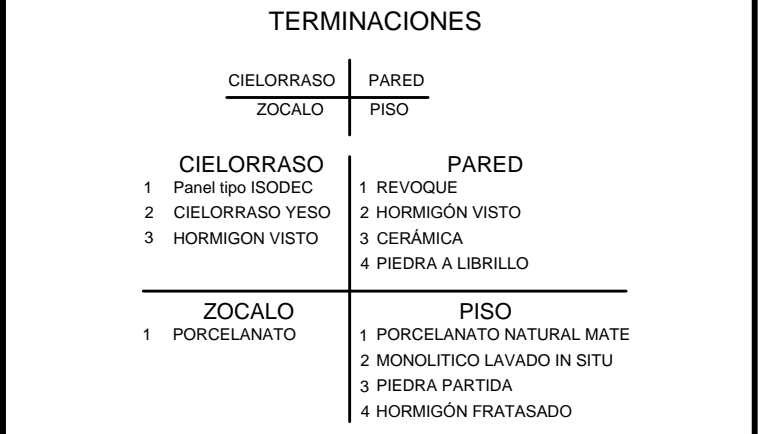 TERMINACIONES
CIELORRASO PARED
ZOCALO PISO
CIELORRASO
1 Panel tipo ISODEC
2 CIELORRASO YESO
3 HORMIGON VISTO
PARED
1 REVOQUE
2 HORMIGÓN VISTO
3 CERÁMICA
4 PIEDRA A LIBRILLO
ZOCALO
1 PORCELANATO
PISO
1 PORCELANATO NATURAL MATE
2 MONOLITICO LAVADO IN SITU
3 PIEDRA PARTIDA
4 HORMIGÓN FRATASADO